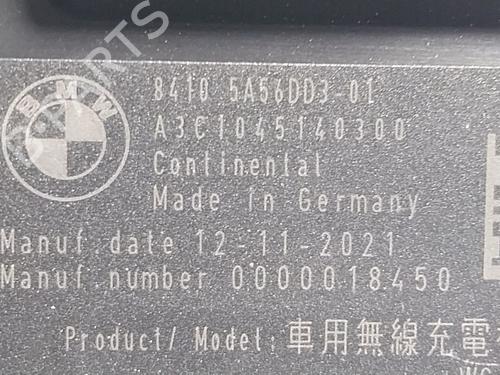 BMW
8410 5A56DD3-01
A3C1045140300
Continental
Made in Germany
Manuf.date 12-11-2021
Manuf.number 0000018450
Product/ Model: 車用無線充電